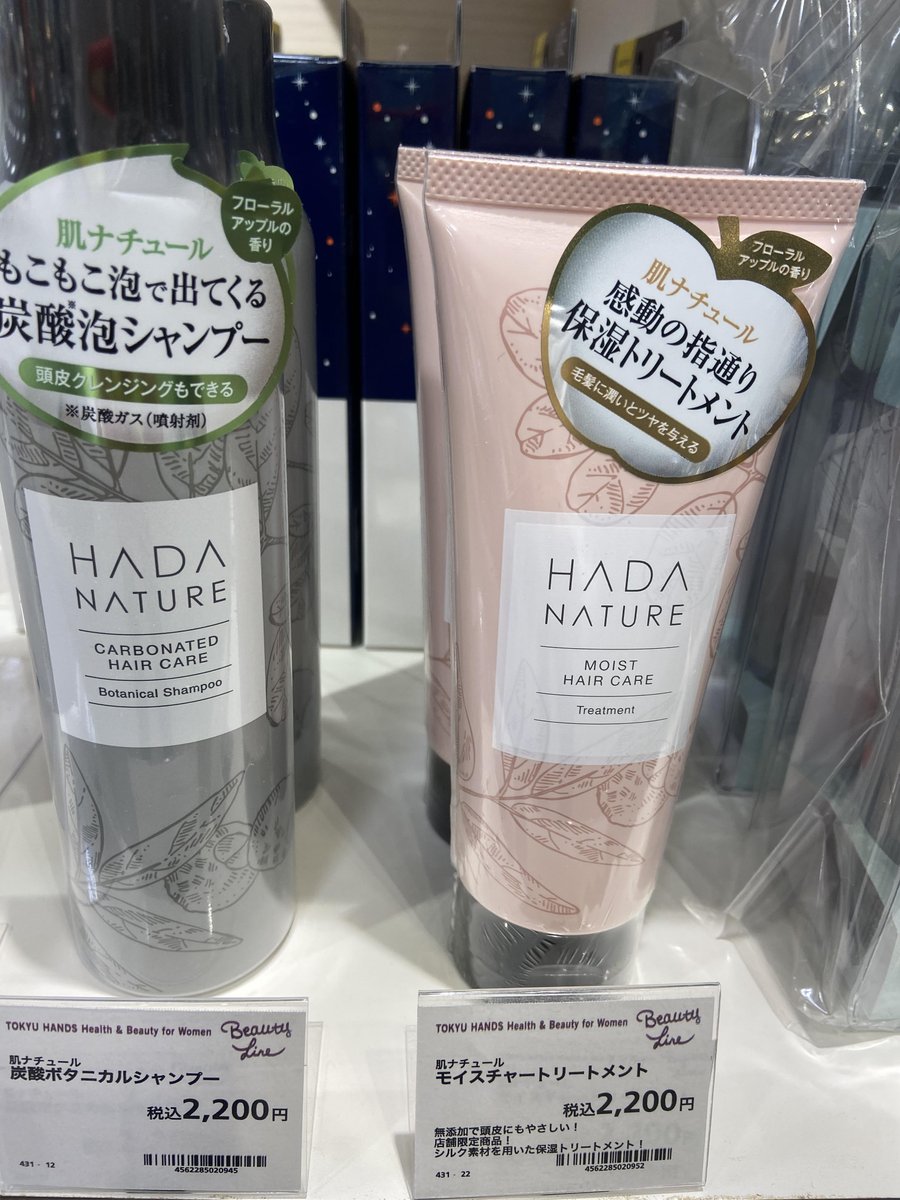 フローラル
アップルの
香り
肌ナチュール
もこもこ泡で出てくる
炭酸泡シャンプー
頭皮クレンジングもできる
※炭酸ガス（噴射剤）
HADA
NATURE
CARBONATED
HAIR CARE
Botanical Shampoo
フローラル
アップルの香り
肌ナチュール
感動の指通り
保湿トリートメント
毛髪に潤いとツヤを与える
HADA
NATURE
MOIST
HAIR CARE
Treatment
TOKYU HANDS Health & Beauty for Women
Beauty
Line
肌ナチュール
炭酸ボタニカルシャンプー
税込2,200円
431 - 12
4562285020945
TOKYU HANDS Health & Beauty for Women
Beauty
Line
肌ナチュール
モイスチャートリートメント
税込2,200円
無添加で頭皮にもやさしい！
店舗限定商品！
シルク素材を用いた保湿トリートメント！
431 - 22
4562285020952